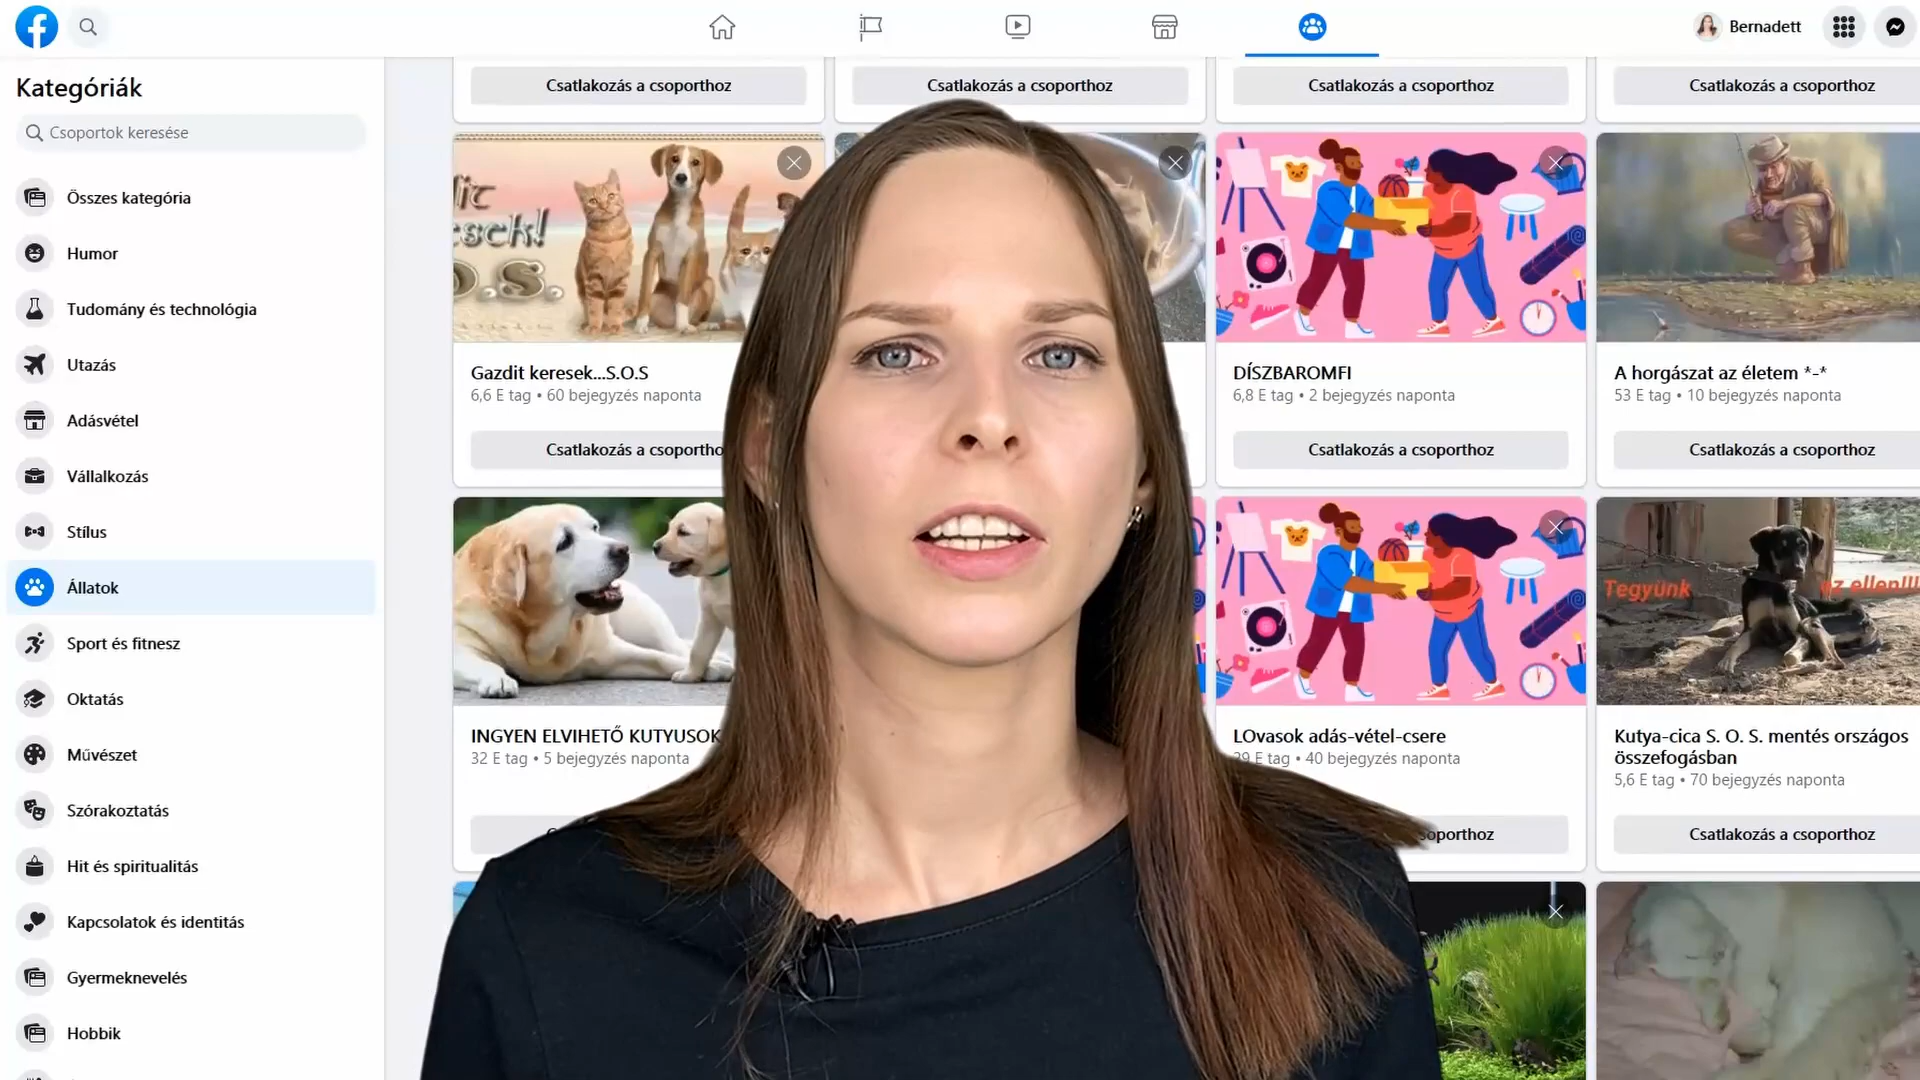 Bernadett
Kategóriák
Csoportok keresése
Összes kategória
Humor
Tudomány és technológia
Utazás
Adásvétel
Vállalkozás
Stílus
Állatok
Sport és fitnesz
Oktatás
Művészet
Szórakoztatás
Hit és spiritualitás
Kapcsolatok és identitás
Gyermeknevelés
Hobbik
Csatlakozás a csoporthoz
Csatlakozás a csoporthoz
Csatlakozás a csoporthoz
Csatlakozás a csoporthoz
Gazdit keresek...S.O.S
6,6 E tag • 60 bejegyzés naponta
Csatlakozás a csoportho
DÍSZBAROMFI
6,8 E tag • 2 bejegyzés naponta
Csatlakozás a csoporthoz
A horgászat az életem *-*
53 E tag • 10 bejegyzés naponta
Csatlakozás a csoporthoz
INGYEN ELVIHETŐ KUTYUSOK
32 E tag • 5 bejegyzés naponta
LOvasok adás-vétel-csere
39 E tag • 40 bejegyzés naponta
soporthoz
Tegyünk
ez ellen!!!
Kutya-cica S. O. S. mentés országos
összefogásban
5,6 E tag • 70 bejegyzés naponta
Csatlakozás a csoporthoz